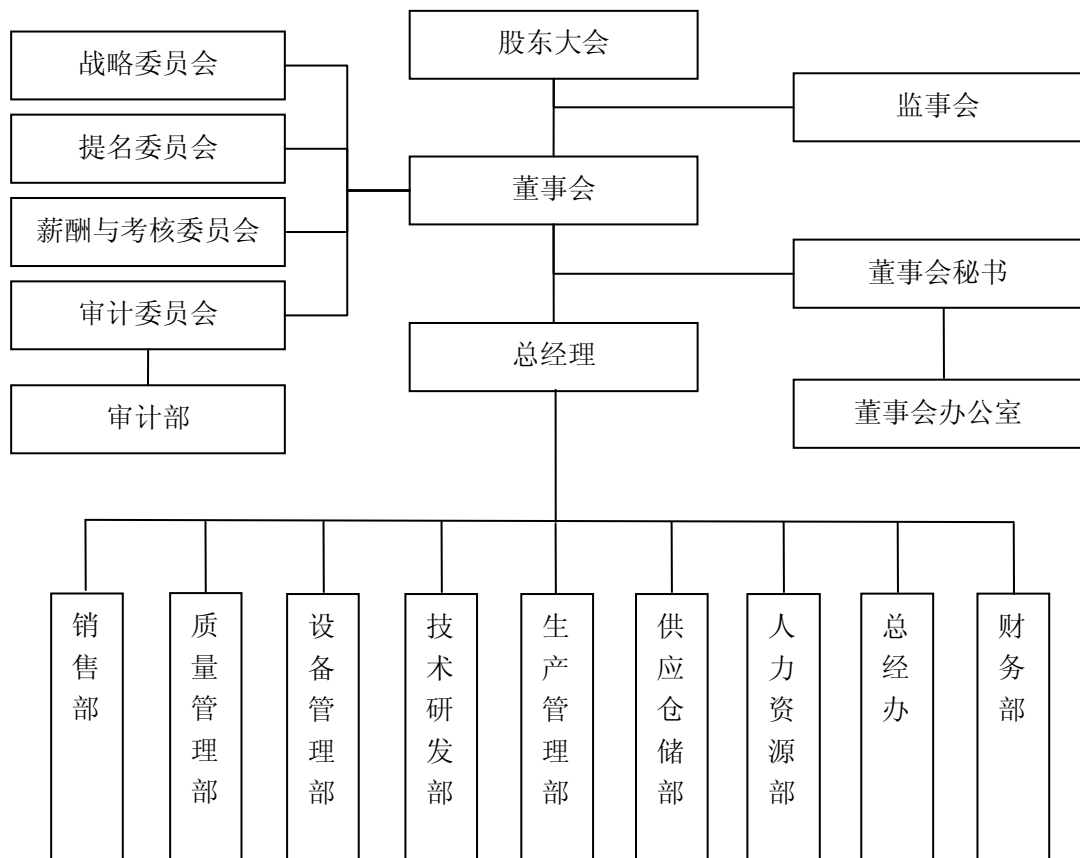 股东大会
战略委员会
监事会
提名委员会
董事会
薪酬与考核委员会
董事会秘书
审计委员会
总经理
审计部
董事会办公室
销售部
质量管理部
设备管理部
技术研发部
生产管理部
供应仓储部
人力资源部
总经办
财务部